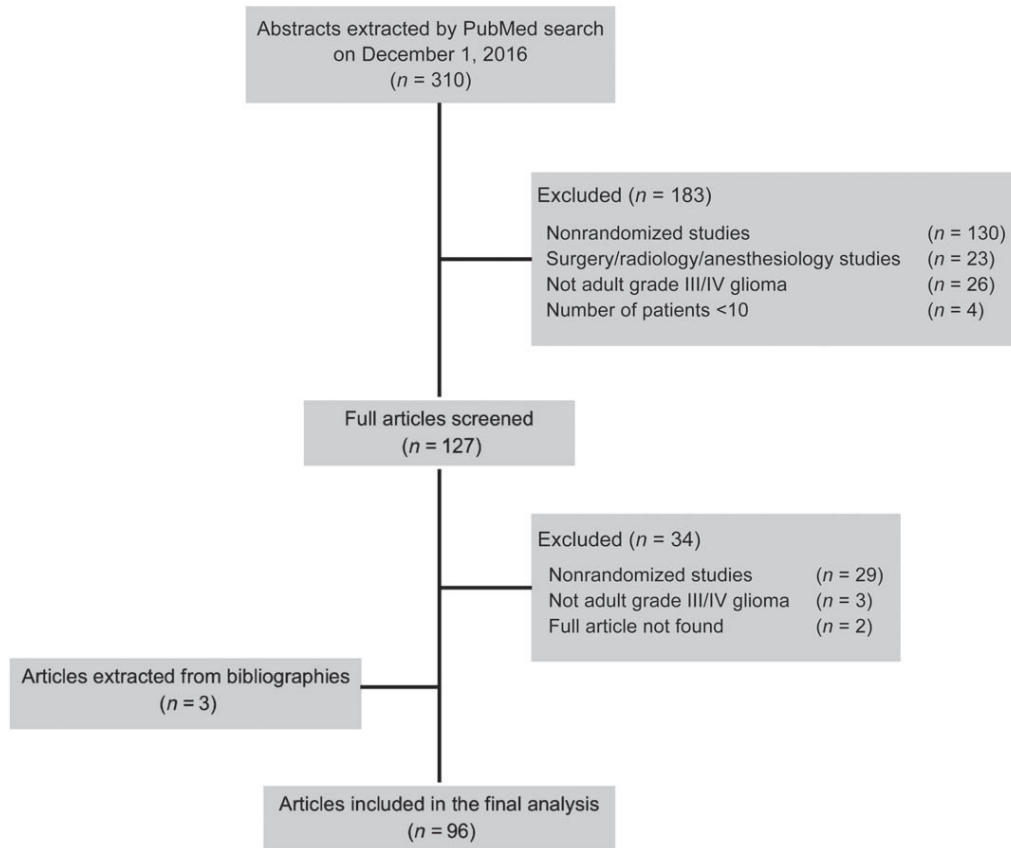 Abstracts extracted by PubMed search
on December 1, 2016
(n = 310)
Excluded (n = 183)
Nonrandomized studies (n = 130)
Surgery/radiology/anesthesiology studies (n = 23)
Not adult grade III/IV glioma (n = 26)
Number of patients <10 (n = 4)
Full articles screened
(n = 127)
Excluded (n = 34)
Nonrandomized studies (n = 29)
Not adult grade III/IV glioma (n = 3)
Full article not found (n = 2)
Articles extracted from bibliographies
(n = 3)
Articles included in the final analysis
(n = 96)